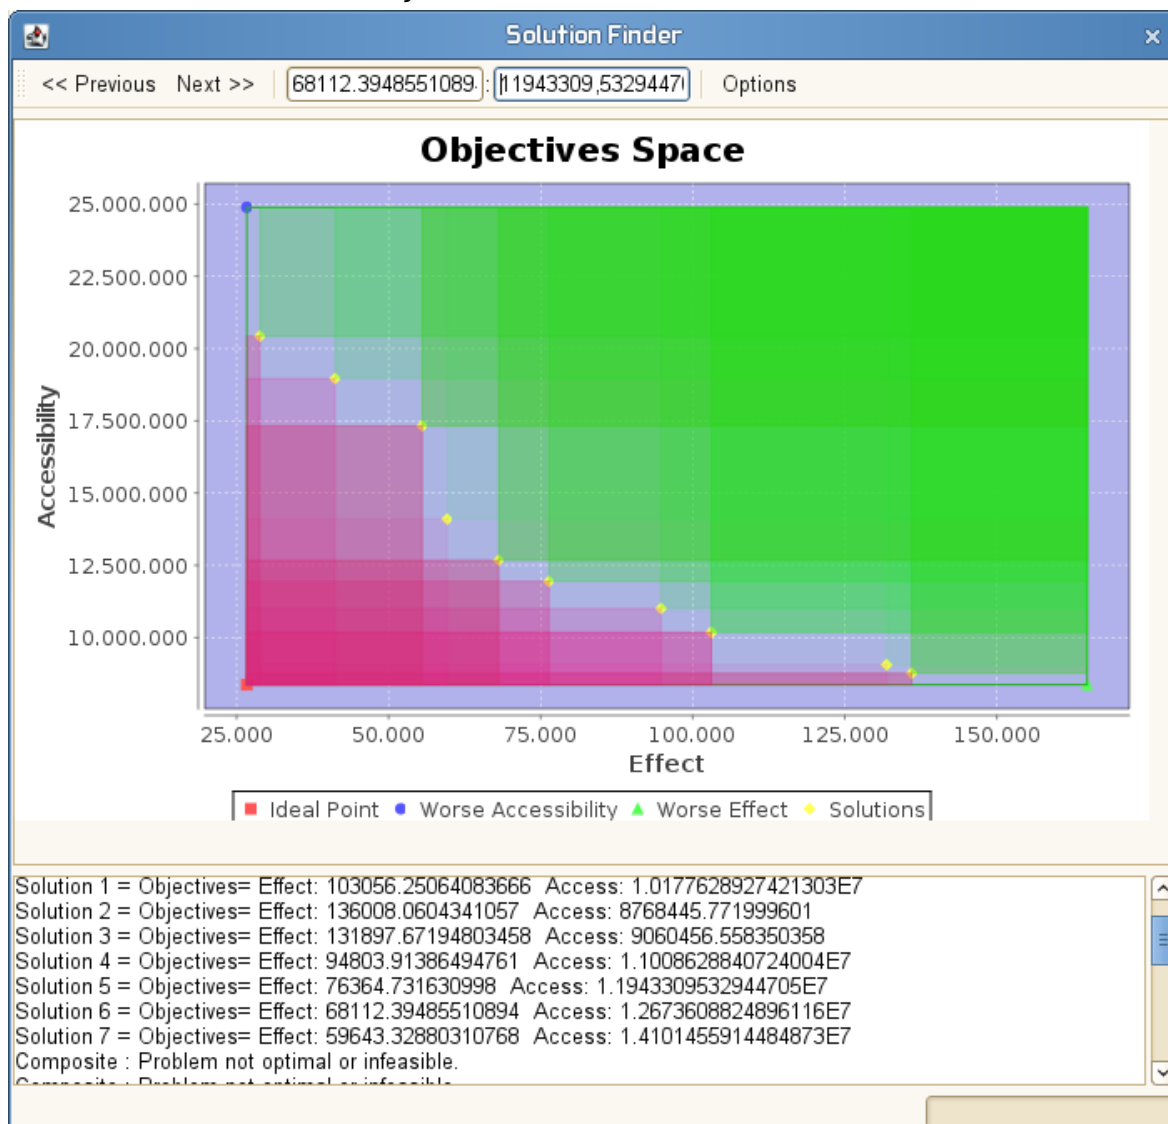 Solution Finder
<< Previous Next >> 68112.3948551089 : 11943309,5329447 Options
Objectives Space
25.000.000
22.500.000
20.000.000
17.500.000
15.000.000
12.500.000
10.000.000
Accessibility
25.000 50.000 75.000 100.000 125.000 150.000
Effect
Ideal Point Worse Accessibility Worse Effect Solutions
Solution 1 = Objectives= Effect: 103056.25064083666 Access: 1.0177628927421303E7
Solution 2 = Objectives= Effect: 136008.0604341057 Access: 8768445.771999601
Solution 3 = Objectives= Effect: 131897.67194803458 Access: 9060456.558350358
Solution 4 = Objectives= Effect: 94803.91386494761 Access: 1.1008628840724004E7
Solution 5 = Objectives= Effect: 76364.731630998 Access: 1.1943309532944705E7
Solution 6 = Objectives= Effect: 68112.39485510894 Access: 1.2673608824896116E7
Solution 7 = Objectives= Effect: 59643.32880310768 Access: 1.4101455914484873E7
Composite : Problem not optimal or infeasible.
Composite : Problem not optimal or infeasible.